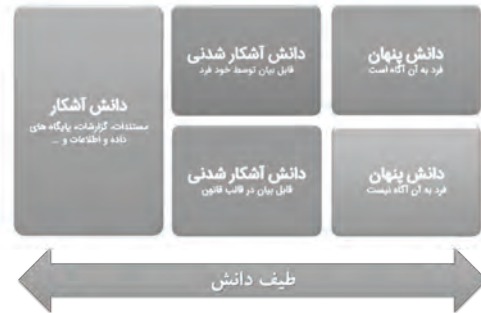 دانش آشکار
مستندات، گزارشات، پایگاه های
داده و اطلاعات و ...
دانش آشکار شدنی
قابل بیان توسط خود فرد
دانش پنهان
فرد به آن آگاه است
دانش آشکار شدنی
قابل بیان در قالب قانون
دانش پنهان
فرد به آن آگاه نیست
طیف دانش